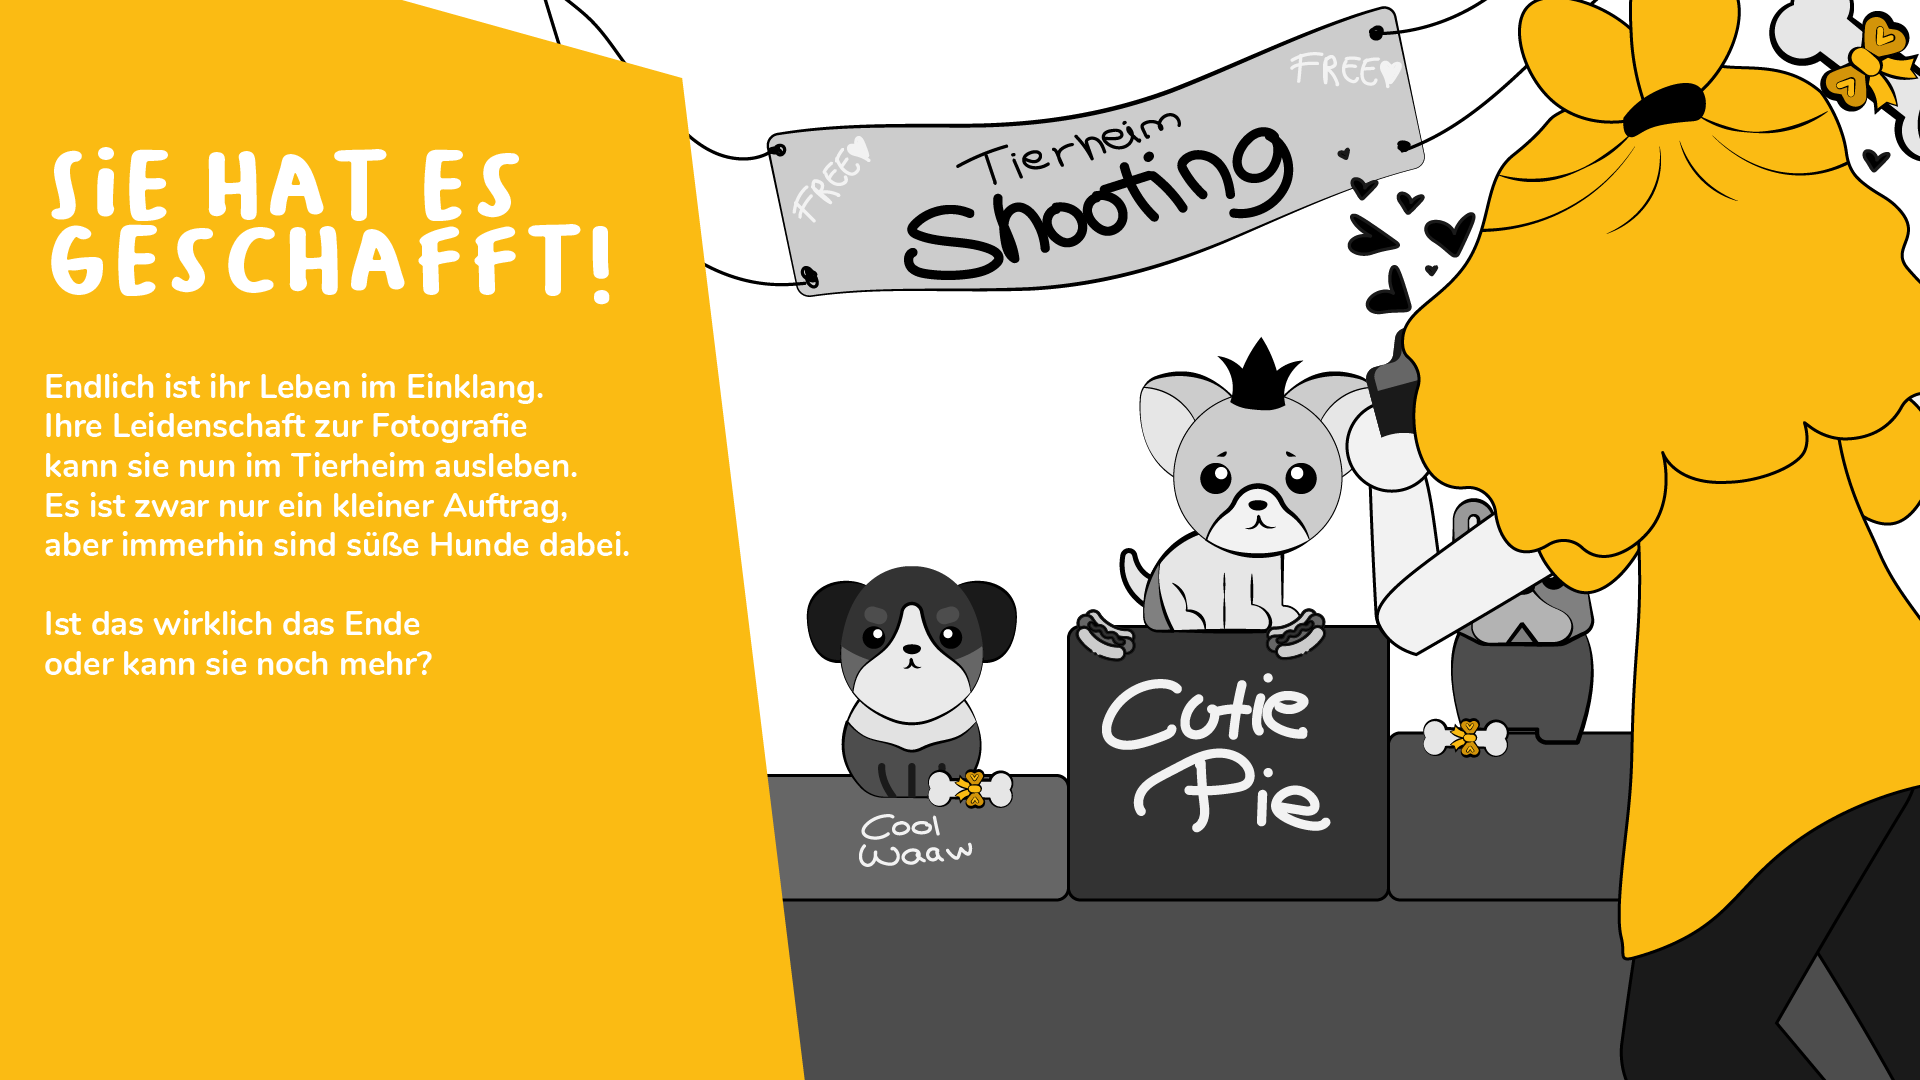 SiE HAT ES
GESCHAFFT!
Endlich ist ihr Leben im Einklang.
Ihre Leidenschaft zur Fotografie
kann sie nun im Tierheim ausleben.
Es ist zwar nur ein kleiner Auftrag,
aber immerhin sind süße Hunde dabei.
Ist das wirklich das Ende
oder kann sie noch mehr?
FREE
Tierheim
Shooting
FREE
Cutie
Pie
Cool
Waaw